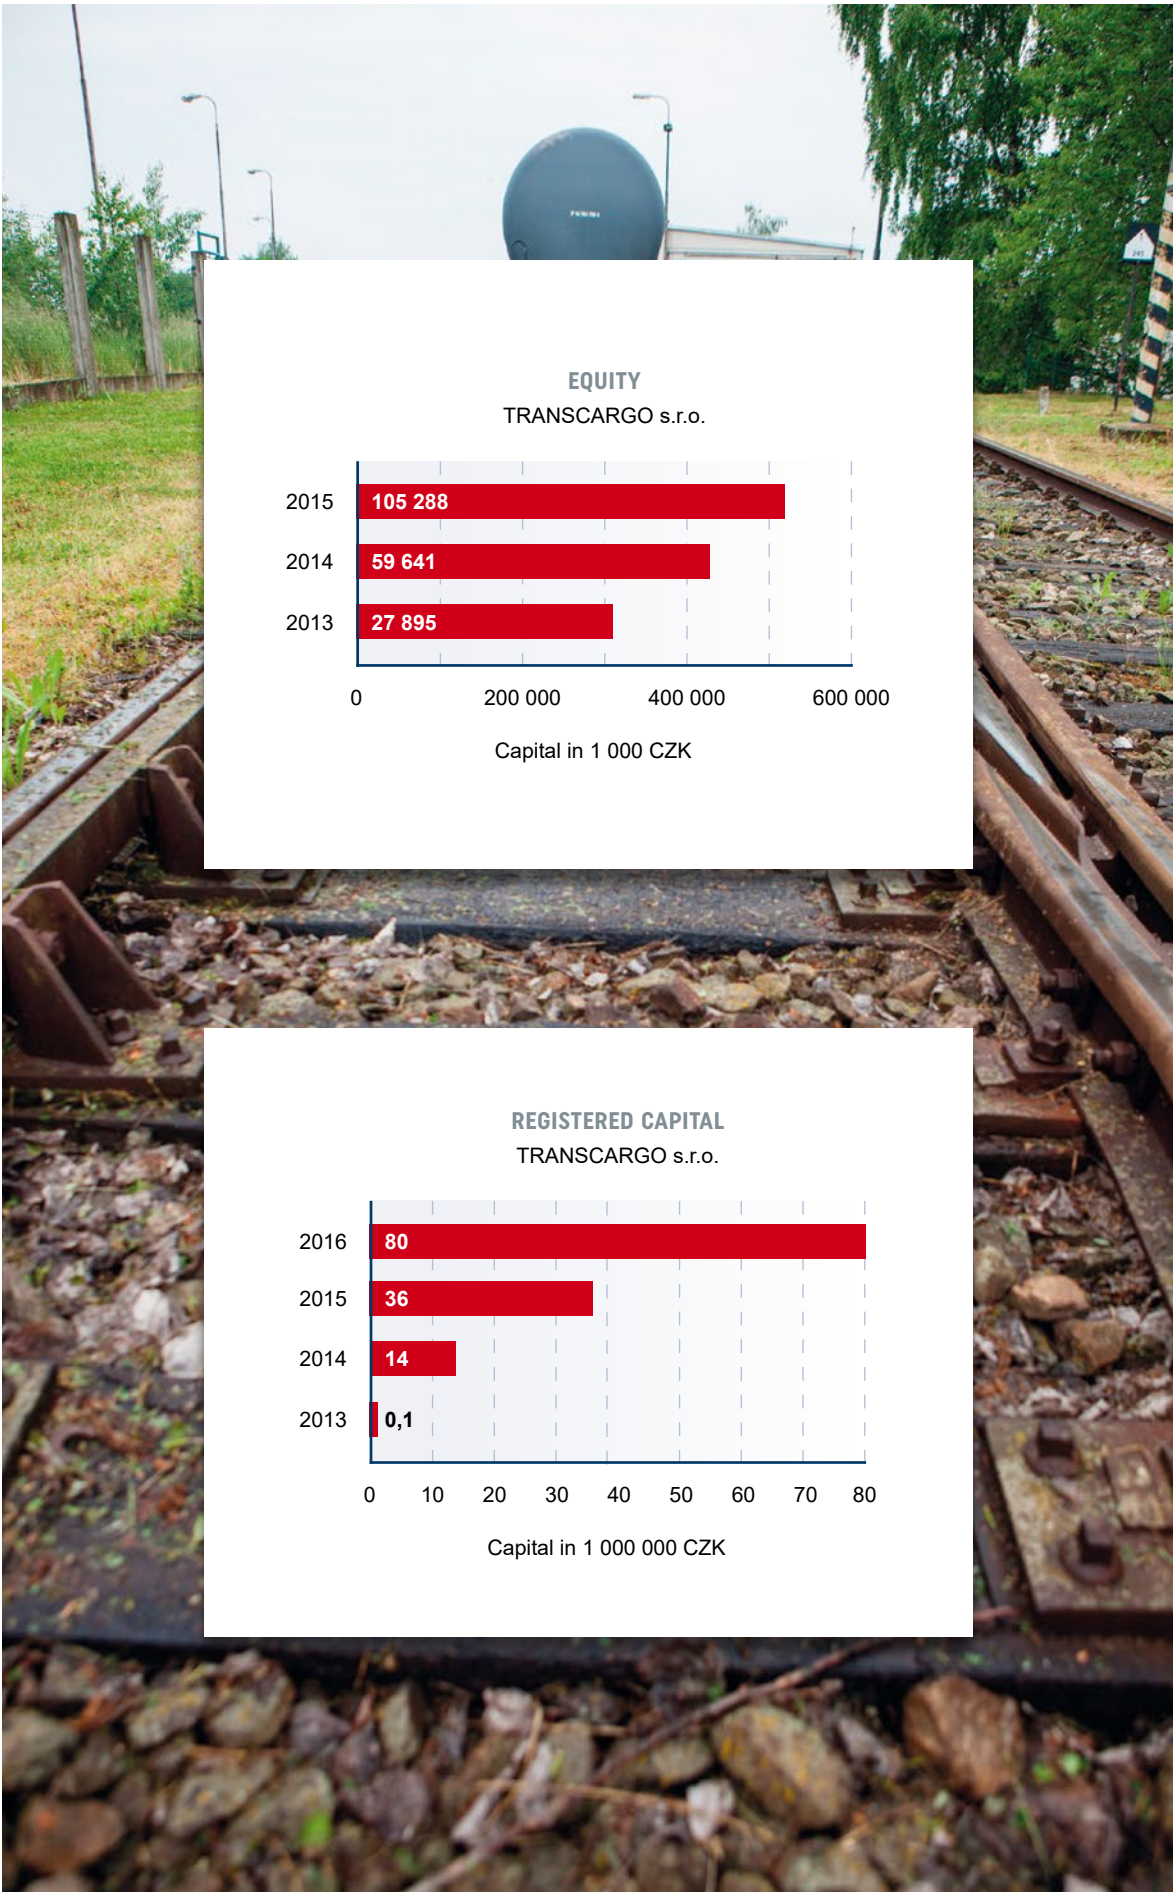 245
EQUITY
TRANSCARGO s.r.o.
2015 105 288
2014 59 641
2013 27 895
0 200 000 400 000 600 000
Capital in 1 000 CZK
REGISTERED CAPITAL
TRANSCARGO s.r.o.
2016 80
2015 36
2014 14
2013 0,1
0 10 20 30 40 50 60 70 80
Capital in 1 000 000 CZK